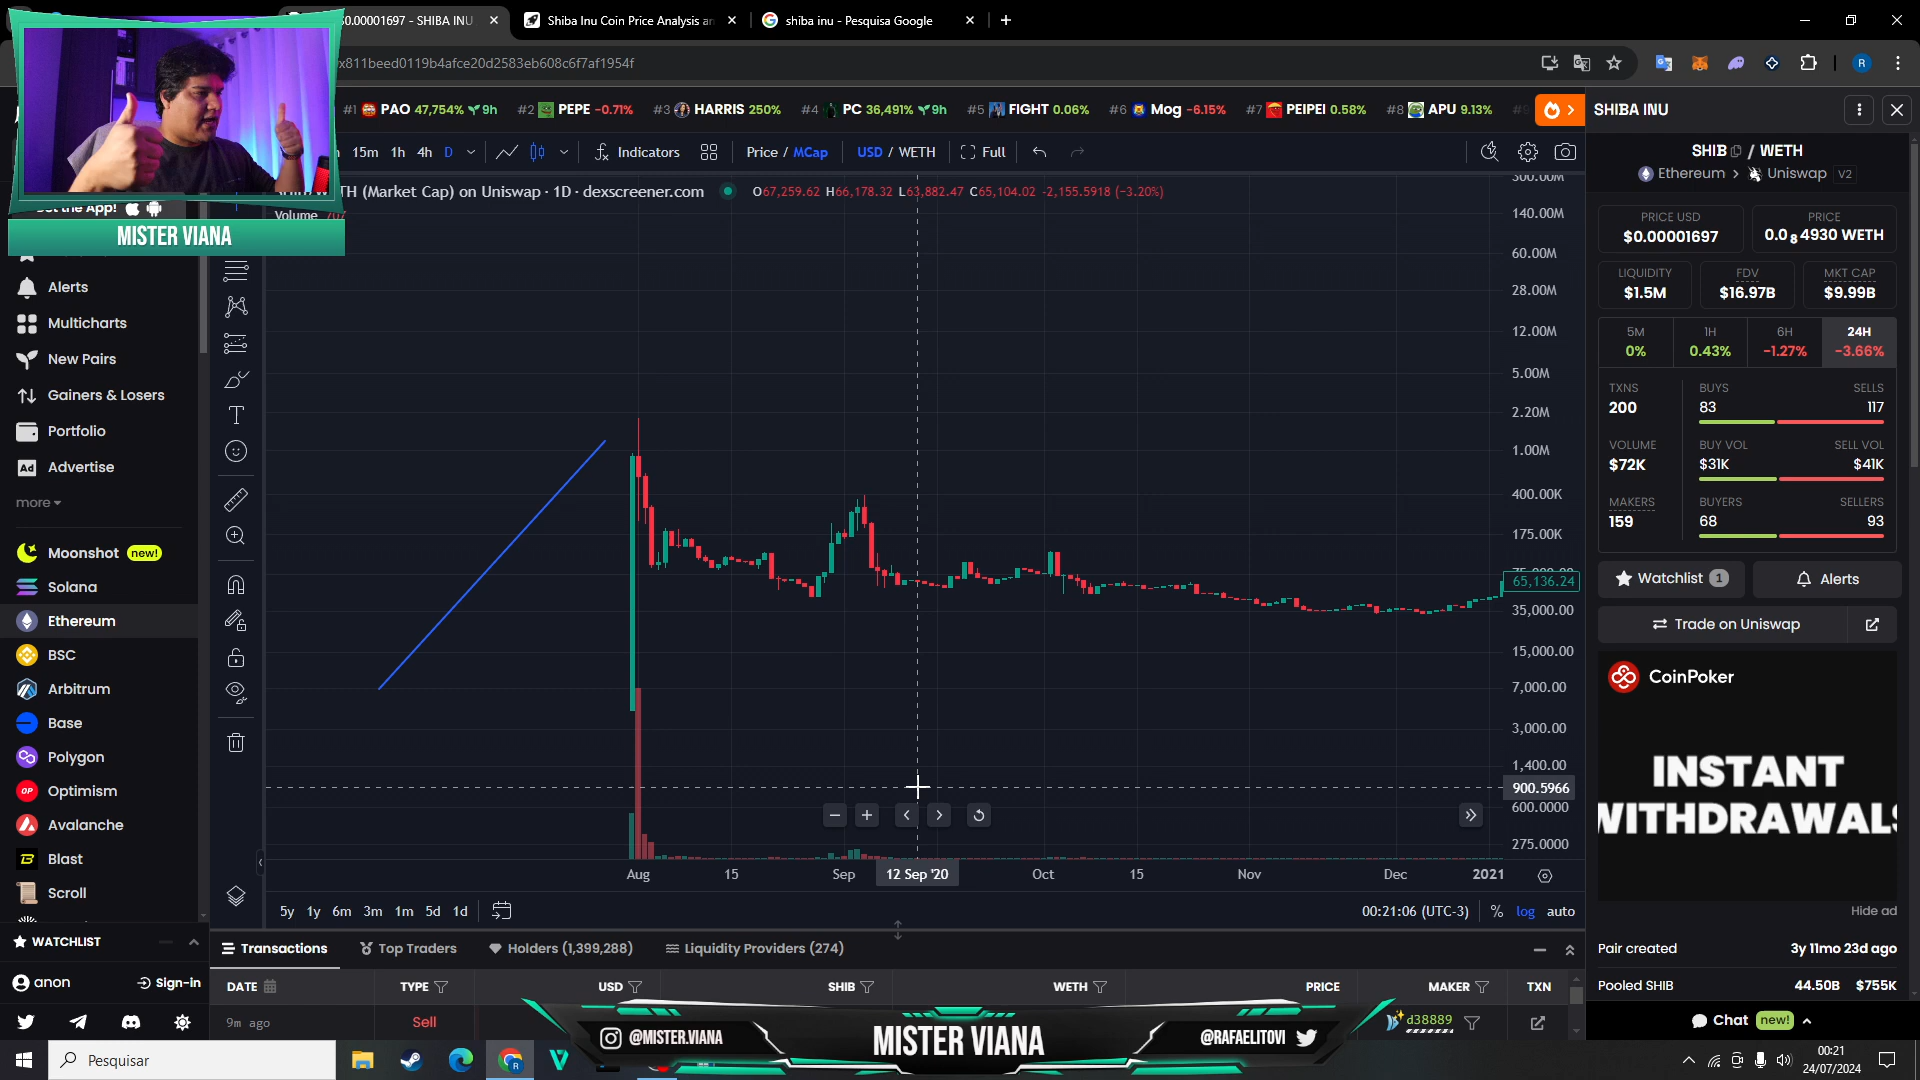 $0.00001697 - SHIBA INU
Shiba Inu Coin Price Analysis an
shiba inu - Pesquisa Google
x811beed0119b4afce20d2583eb608c6f7af1954f
R
#1 PAO 47,754% 9h #2 PEPE -0.71% #3 HARRIS 250% #4 PC 36,491% 9h #5 FIGHT 0.06% #6 Mog -6.15% #7 PEIPEI 0.58% #8 APU 9.13%
SHIBA INU
15m 1h 4h D Indicators Price / MCap USD / WETH Full
SHIB / WETH
Ethereum > Uniswap V2
(Market Cap) on Uniswap · 1D · dexscreener.com
O67,259.62 H66,178.32 L63,882.47 C65,104.02 -2,155.5918 (-3.20%)
Get the App!
Volume 707
MISTER VIANA
Alerts
Multicharts
New Pairs
Gainers & Losers
Portfolio
Ad Advertise
more
Moonshot new!
Solana
Ethereum
BSC
Arbitrum
Base
Polygon
OP Optimism
Avalanche
Blast
Scroll
WATCHLIST
anon Sign-in
300.00M
140.00M
60.00M
28.00M
12.00M
5.00M
2.20M
1.00M
400.00K
175.00K
75,000.00
65,136.24
35,000.00
15,000.00
7,000.00
3,000.00
1,400.00
900.5966
600.0000
275.0000
Aug 15 Sep 12 Sep '20 Oct 15 Nov Dec 2021
5y 1y 6m 3m 1m 5d 1d
00:21:06 (UTC-3) % log auto
Transactions Top Traders Holders (1,399,288) Liquidity Providers (274)
DATE TYPE USD SHIB WETH PRICE MAKER TXN
9m ago Sell d38889
PRICE USD
$0.00001697
PRICE
0.0₈4930 WETH
LIQUIDITY
$1.5M
FDV
$16.97B
MKT CAP
$9.99B
5M 1H 6H 24H
0% 0.43% -1.27% -3.66%
TXNS BUYS SELLS
200 83 117
VOLUME BUY VOL SELL VOL
$72K $31K $41K
MAKERS BUYERS SELLERS
159 68 93
Watchlist 1
Alerts
Trade on Uniswap
CoinPoker
INSTANT
WITHDRAWALS
Hide ad
Pair created 3y 11mo 23d ago
Pooled SHIB 44.50B $755K
Chat new!
@MISTER.VIANA
MISTER VIANA
@RAFAELITOVI
Pesquisar
00:21
24/07/2024